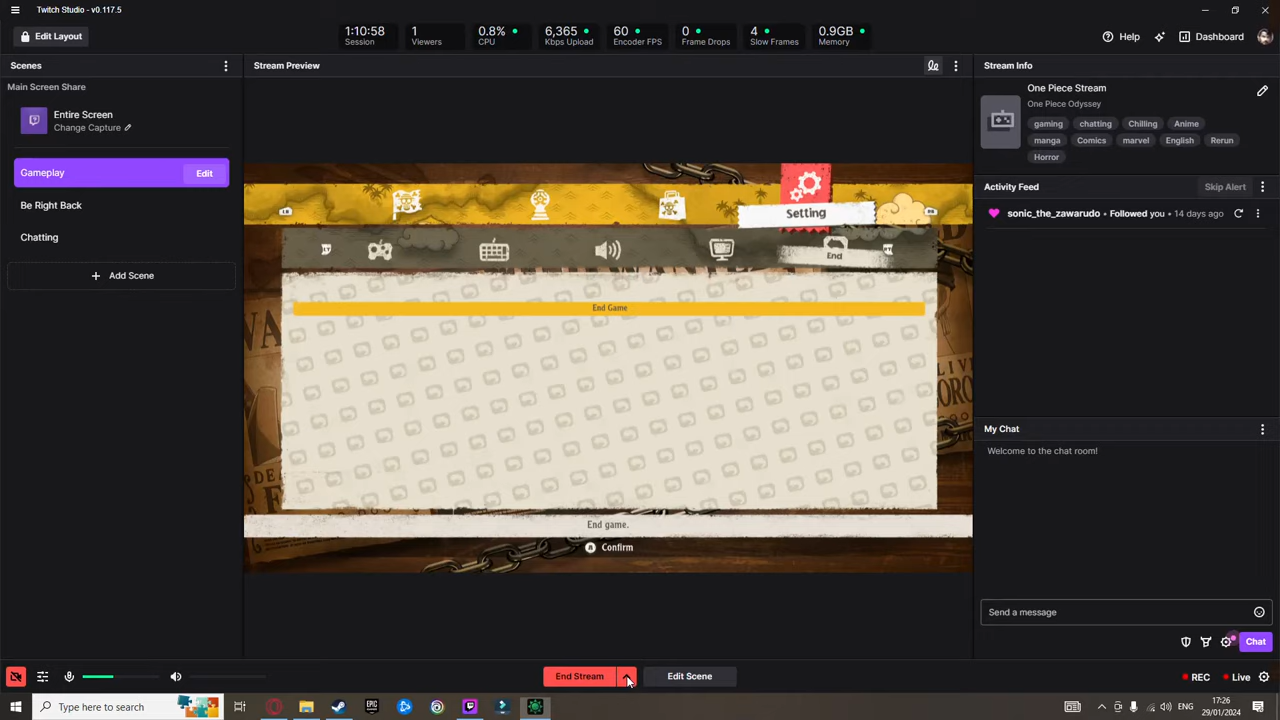 Twitch Studio - v0.117.5
Edit Layout
1:10:58
Session
1
Viewers
0.8%
CPU
6,365
Kbps Upload
60
Encoder FPS
0
Frame Drops
4
Slow Frames
0.9GB
Memory
Help
Dashboard
Scenes
Main Screen Share
Entire Screen
Change Capture
Gameplay
Edit
Be Right Back
Chatting
Add Scene
Stream Preview
LB
Setting
RB
End
End Game
End game.
Confirm
Stream Info
One Piece Stream
One Piece Odyssey
gaming chatting Chilling Anime
manga Comics marvel English Rerun
Horror
Activity Feed
Skip Alert
sonic_the_zawarudo • Followed you • 14 days ago
My Chat
Welcome to the chat room!
Send a message
Chat
End Stream
Edit Scene
REC
Live
Type here to search
EPIC
17:26
29/01/2024